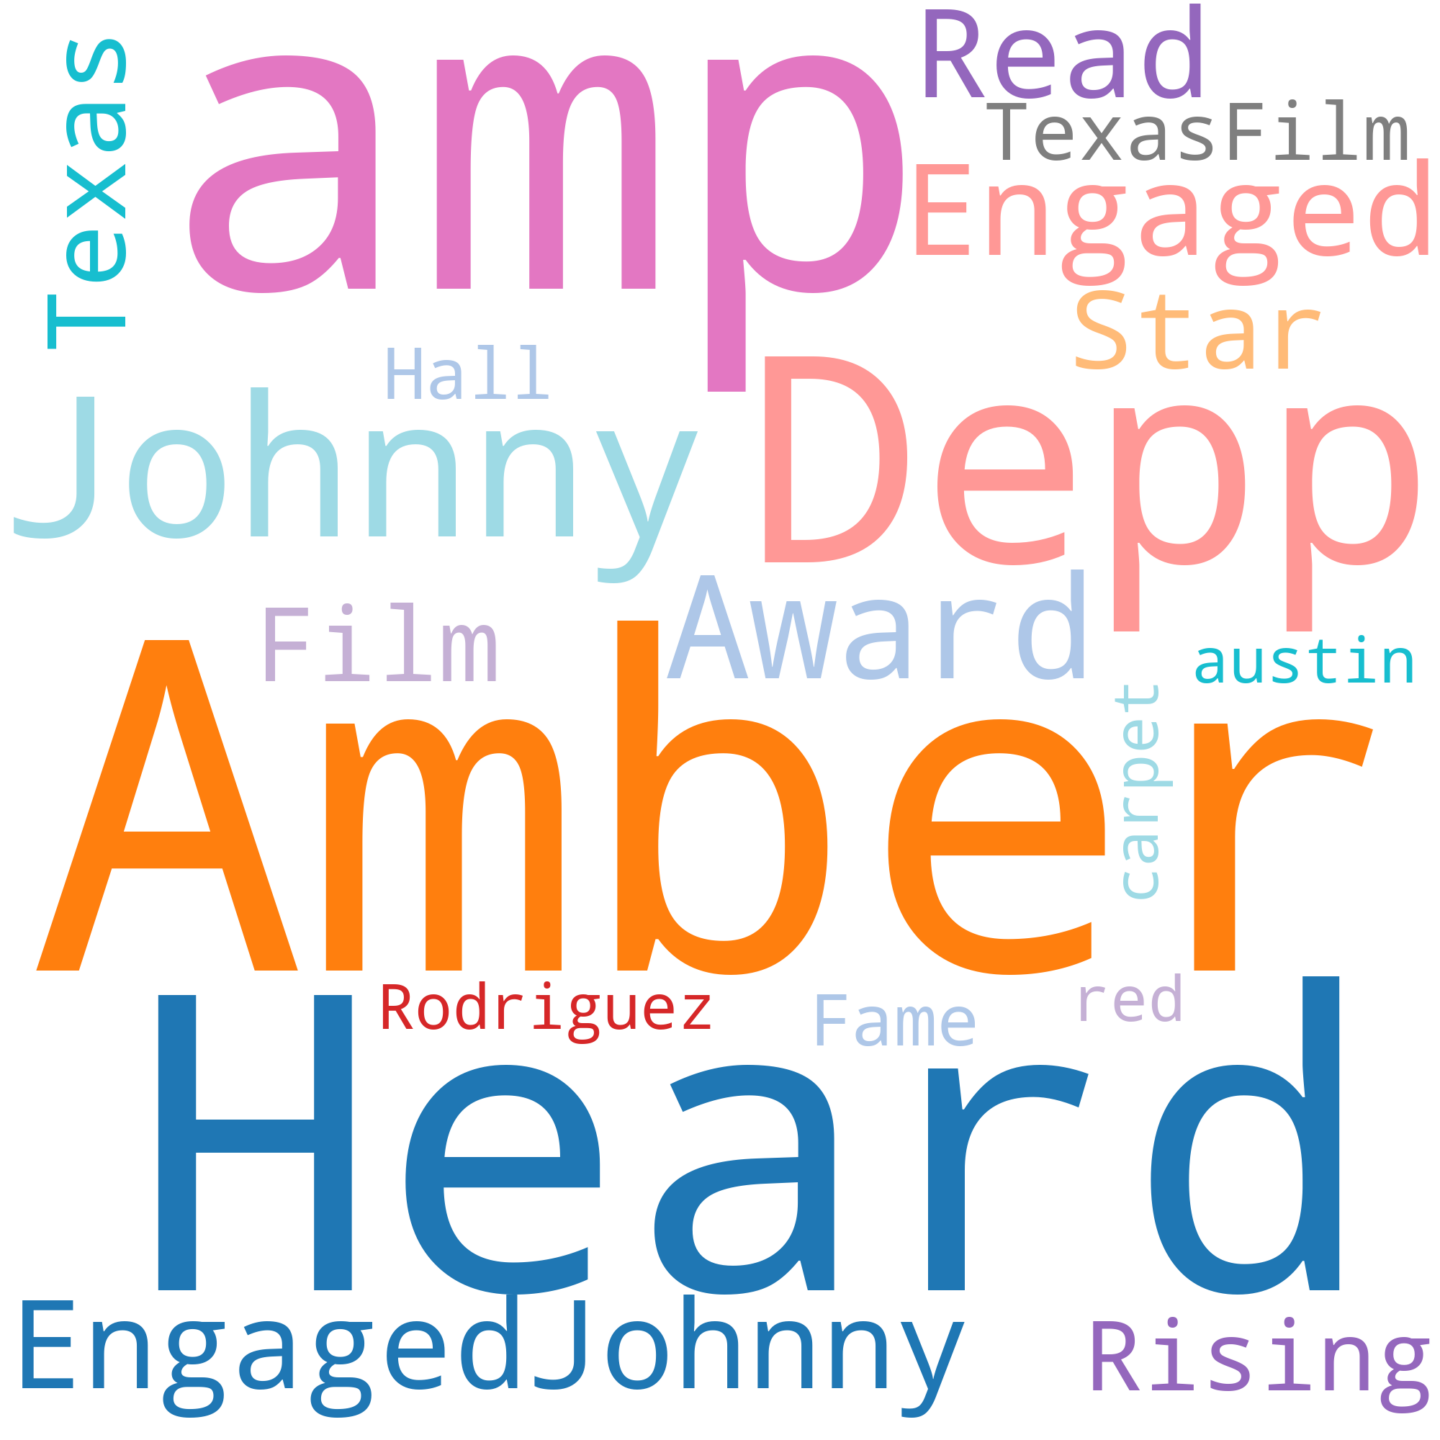 Texas
amp
Read
TexasFilm
Engaged
Star
Hall
Johnny
Depp
Film
Award
austin
Amber
carpet
Rodriguez
Fame
red
Heard
EngagedJohnny
Rising